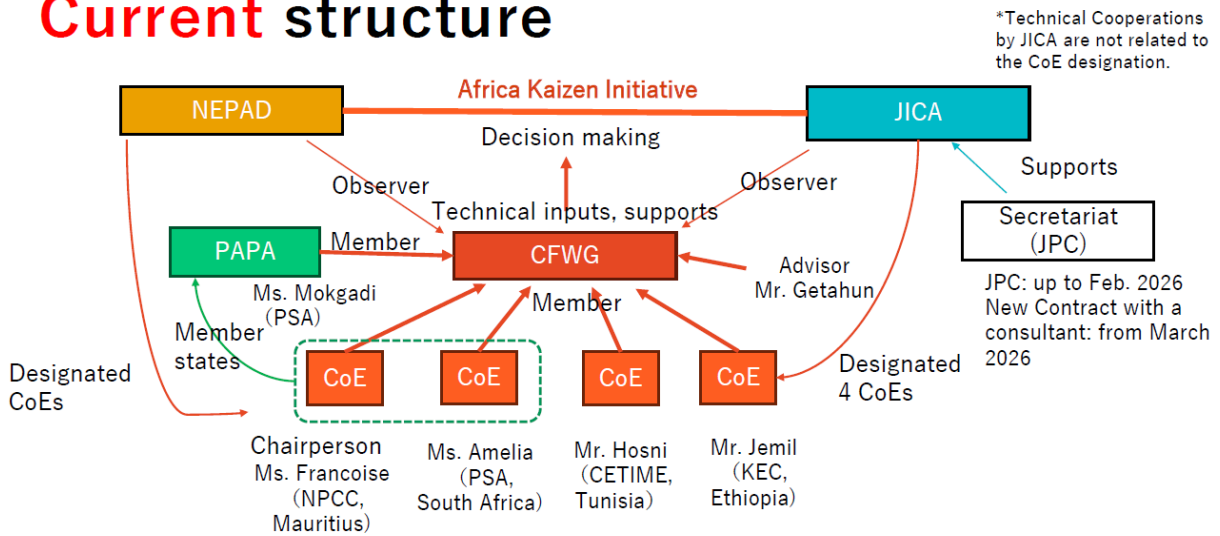 Current structure
*Technical Cooperations
by JICA are not related to
the CoE designation.
NEPAD
Africa Kaizen Initiative
JICA
Decision making
Observer
Observer
Supports
Technical inputs, supports
Secretariat
(JPC)
PAPA
Member
CFWG
Advisor
Mr. Getahun
JPC: up to Feb. 2026
New Contract with a
consultant: from March
2026
Ms. Mokgadi
(PSA)
Member
Member
states
Designated
CoEs
CoE
CoE
CoE
CoE
Designated
4 CoEs
Chairperson
Ms. Francoise
(NPCC,
Mauritius)
Ms. Amelia
(PSA,
South Africa)
Mr. Hosni
(CETIME,
Tunisia)
Mr. Jemil
(KEC,
Ethiopia)